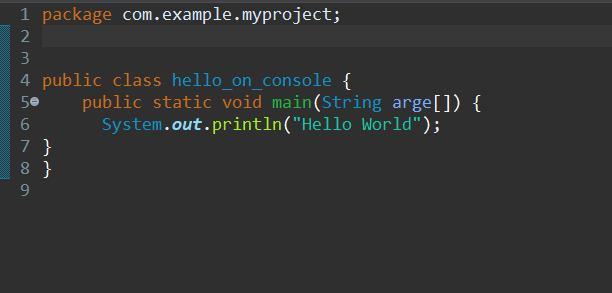 1 package com.example.myproject;
2
3
4 public class hello_on_console {
5 public static void main(String arge[]) {
6 System.out.println("Hello World");
7 }
8 }
9